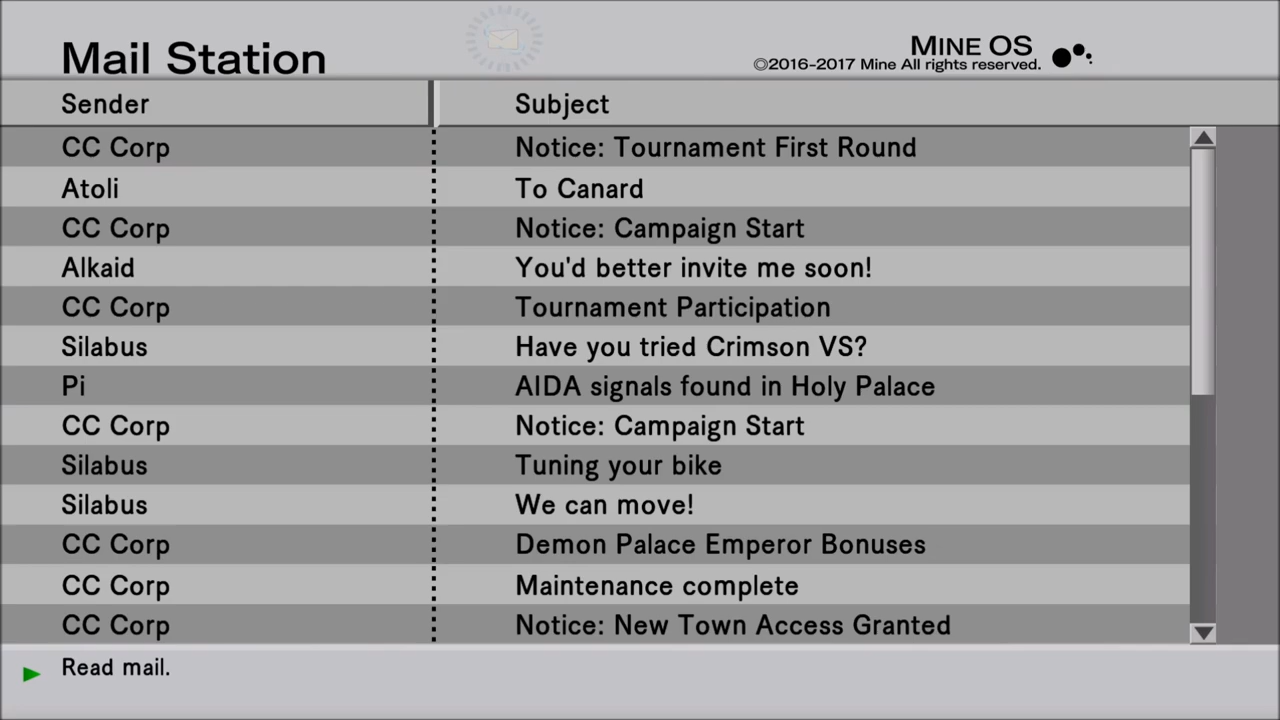 Mail Station
MINE OS
©2016-2017 Mine All rights reserved.
Sender Subject
CC Corp Notice: Tournament First Round
Atoli To Canard
CC Corp Notice: Campaign Start
Alkaid You'd better invite me soon!
CC Corp Tournament Participation
Silabus Have you tried Crimson VS?
Pi AIDA signals found in Holy Palace
CC Corp Notice: Campaign Start
Silabus Tuning your bike
Silabus We can move!
CC Corp Demon Palace Emperor Bonuses
CC Corp Maintenance complete
CC Corp Notice: New Town Access Granted
Read mail.